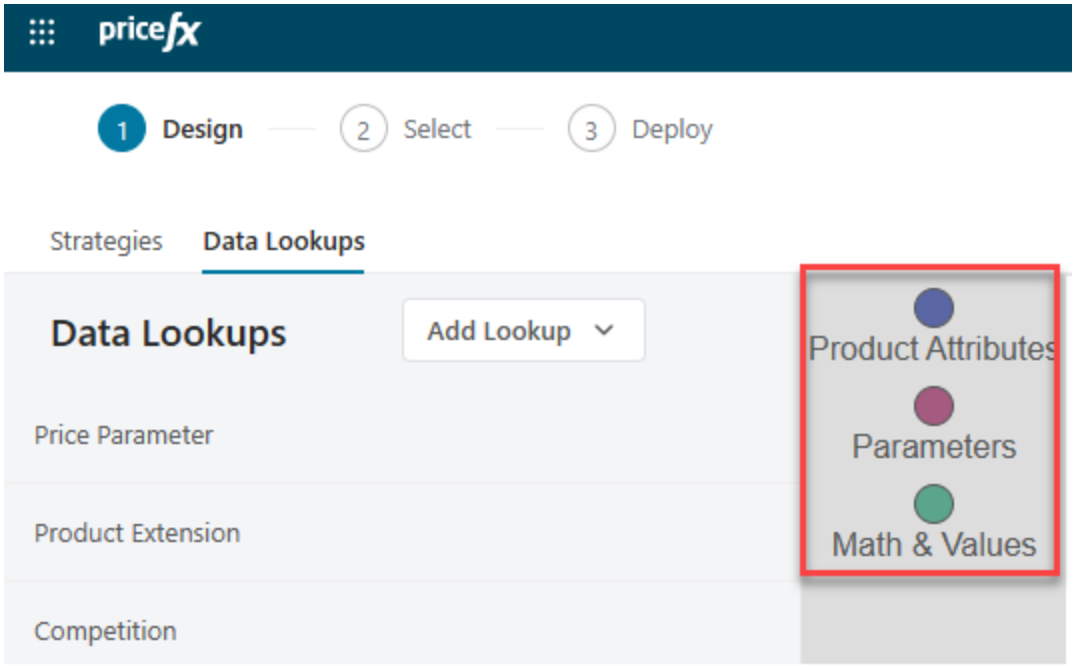 pricefx
1 Design 2 Select 3 Deploy
Strategies Data Lookups
Data Lookups Add Lookup
Product Attributes
Price Parameter
Parameters
Product Extension
Math & Values
Competition